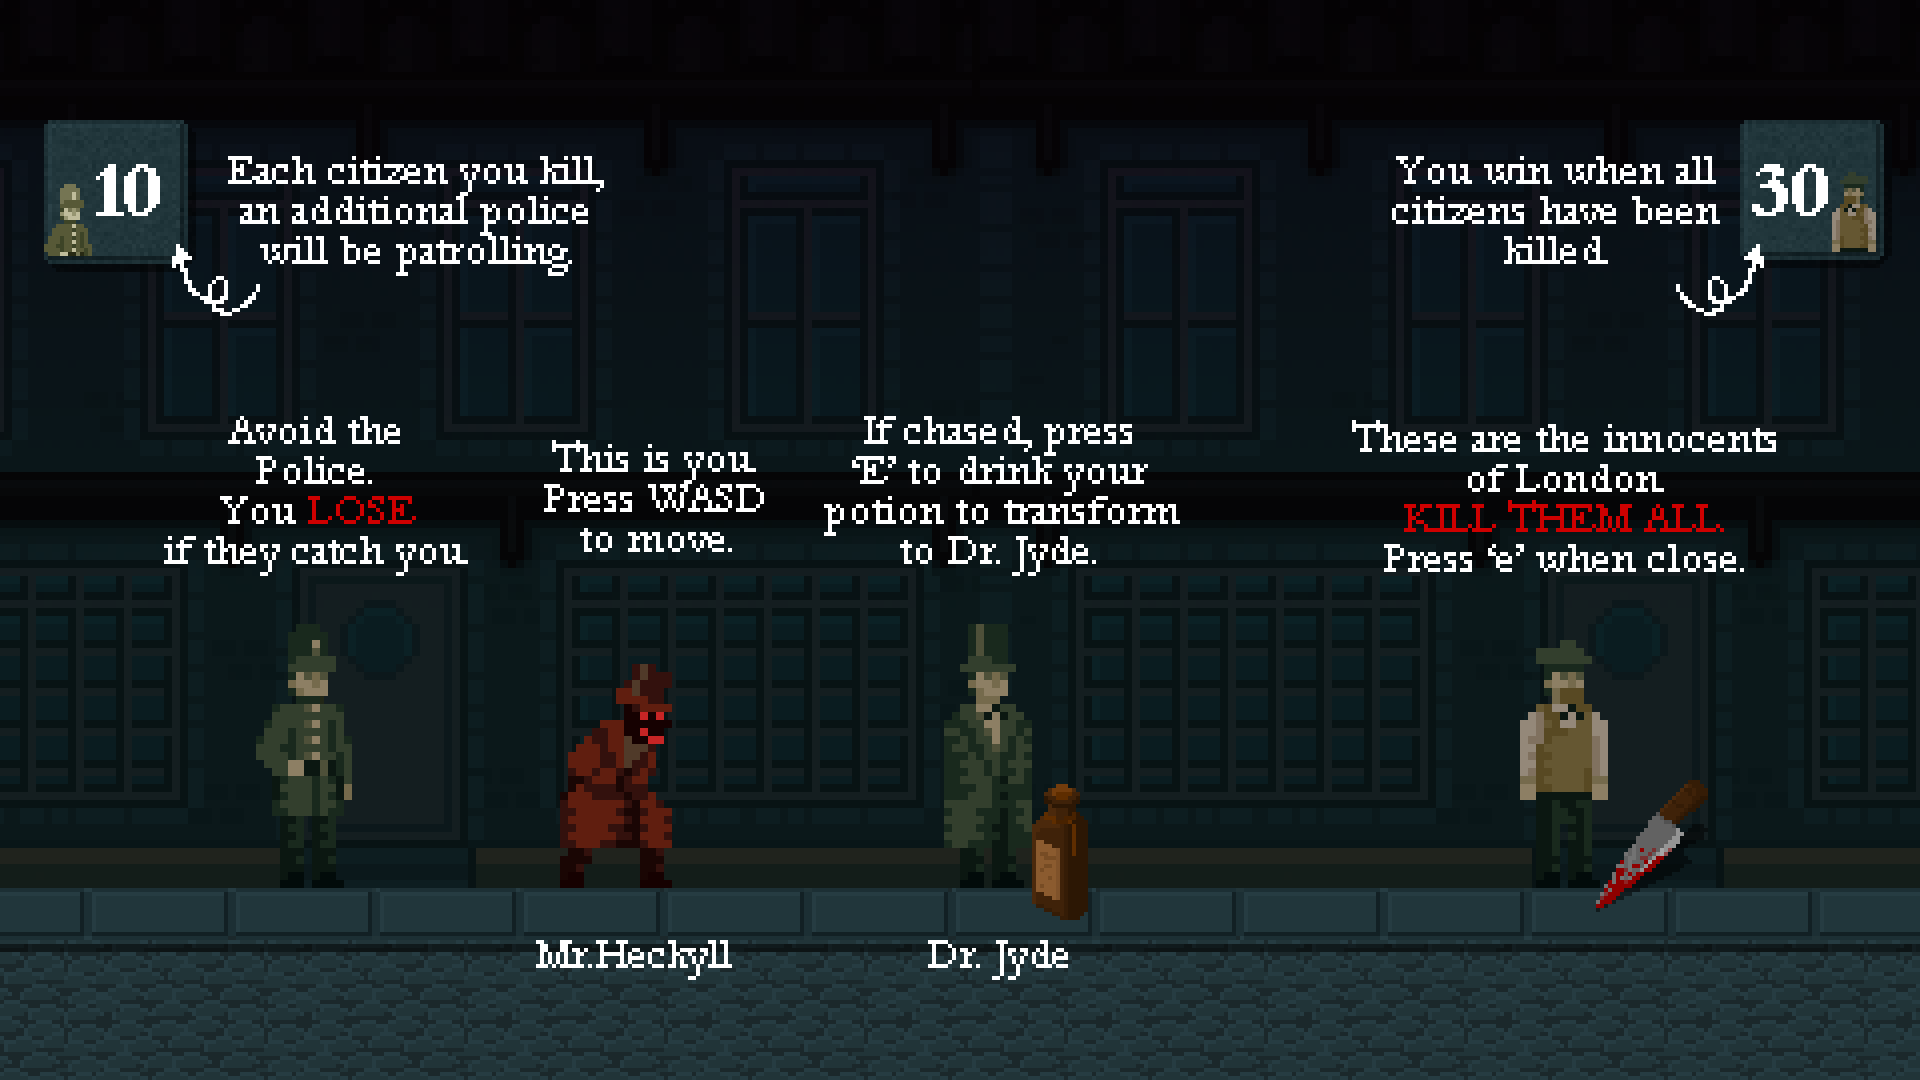 10
Each citizen you kill,
an additional police
will be patrolling.
You win when all
citizens have been
killed.
30
Avoid the
Police.
You LOSE
if they catch you.
This is you.
Press WASD
to move.
If chased, press
'E' to drink your
potion to transform
to Dr. Jyde.
These are the innocents
of London.
KILL THEM ALL.
Press 'e' when close.
Mr.Heckyll
Dr. Jyde